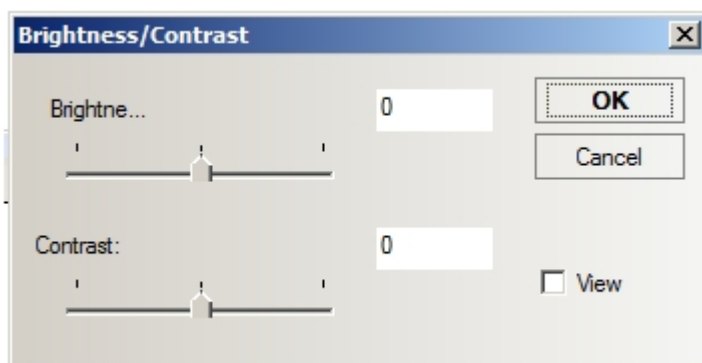 Brightness/Contrast
Brightne... 0 OK
Cancel
Contrast: 0
View